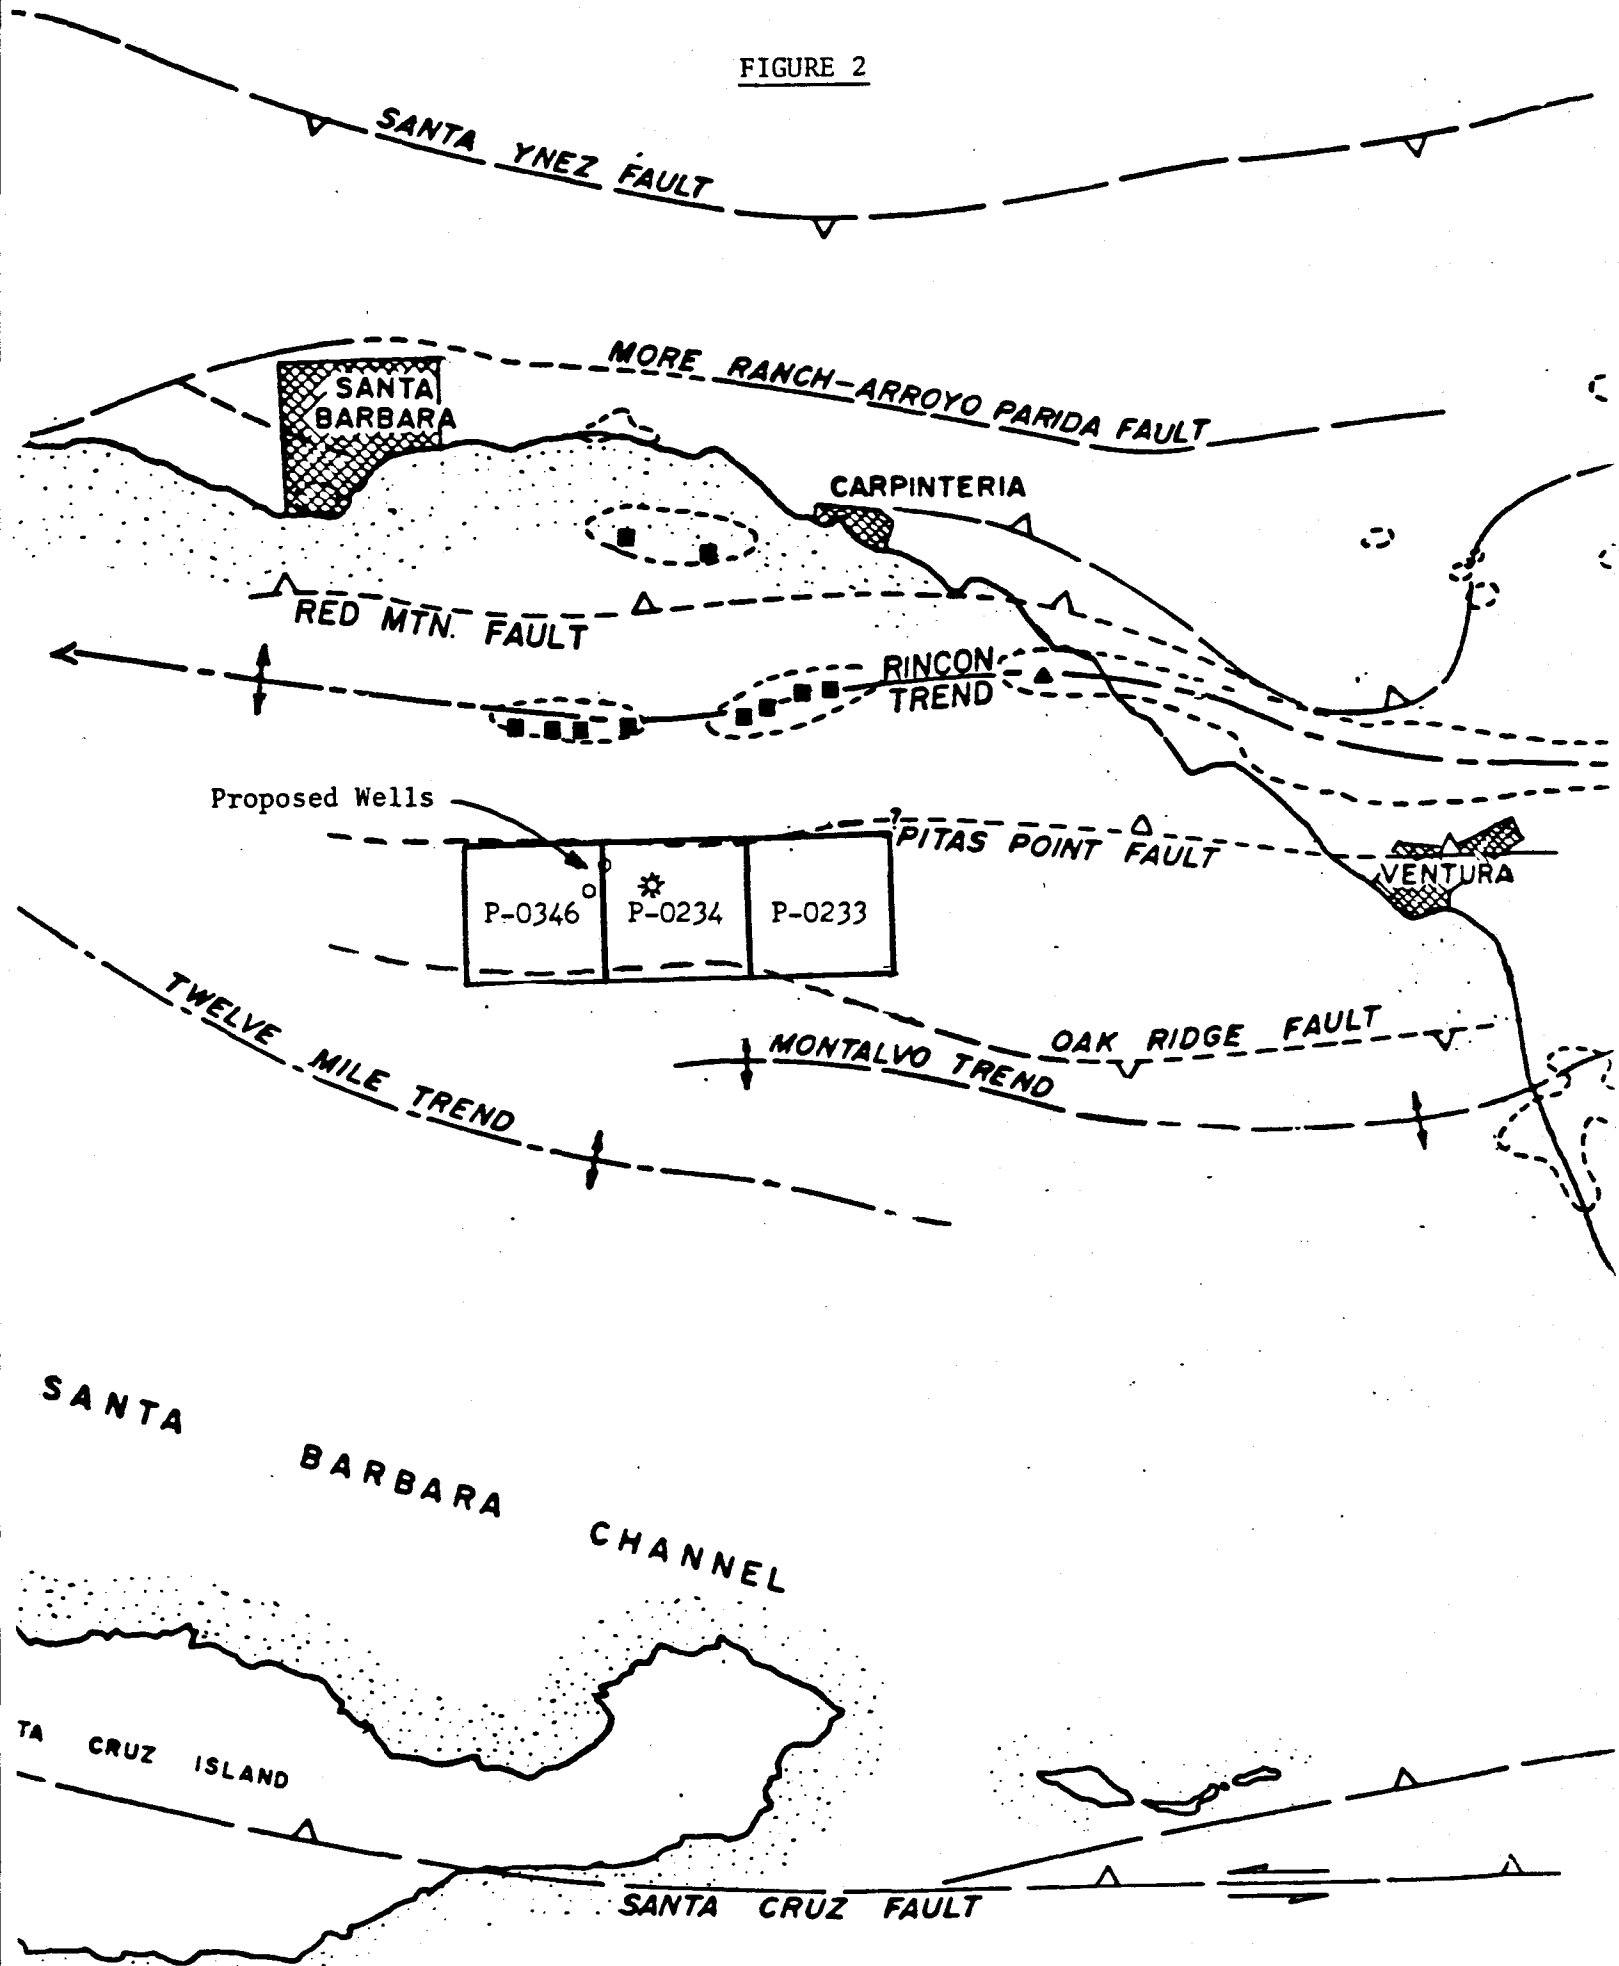 FIGURE 2
SANTA YNEZ FAULT
MORE RANCH-ARROYO PARIDA FAULT
SANTA
BARBARA
CARPINTERIA
RED MTN. FAULT
RINCON
TREND
Proposed Wells
?
PITAS POINT FAULT
VENTURA
P-0346
P-0234
P-0233
TWELVE MILE TREND
OAK RIDGE FAULT
MONTALVO TREND
SANTA BARBARA CHANNEL
TA CRUZ ISLAND
SANTA CRUZ FAULT